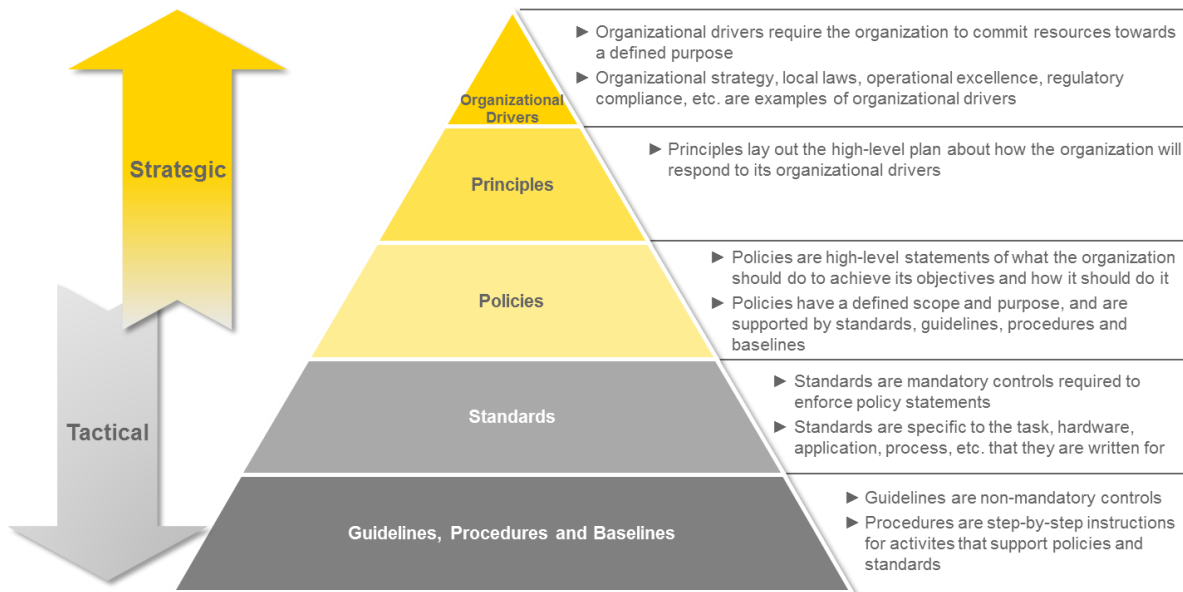 ► Organizational drivers require the organization to commit resources towards
a defined purpose
► Organizational strategy, local laws, operational excellence, regulatory
compliance, etc. are examples of organizational drivers
Organizational
Drivers
Strategic
► Principles lay out the high-level plan about how the organization will
respond to its organizational drivers
Principles
► Policies are high-level statements of what the organization
should do to achieve its objectives and how it should do it
► Policies have a defined scope and purpose, and are
supported by standards, guidelines, procedures and
baselines
Policies
► Standards are mandatory controls required to
enforce policy statements
► Standards are specific to the task, hardware,
application, process, etc. that they are written for
Standards
Tactical
► Guidelines are non-mandatory controls
► Procedures are step-by-step instructions
for activites that support policies and
standards
Guidelines, Procedures and Baselines